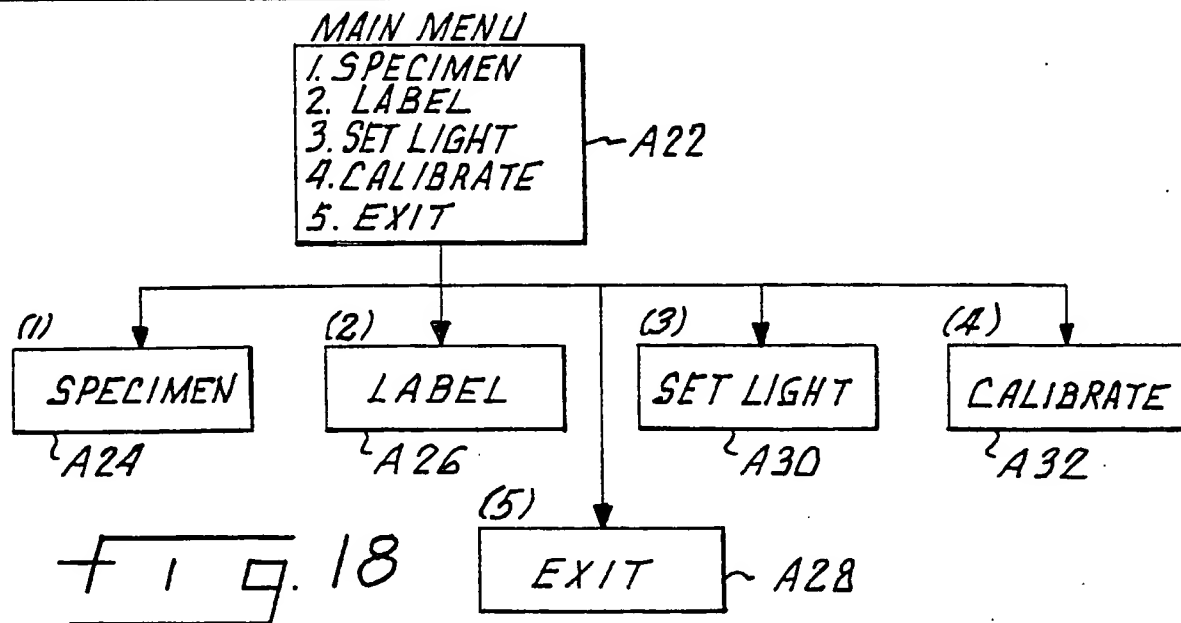 MAIN MENU
1. SPECIMEN
2. LABEL
3. SET LIGHT
4. CALIBRATE
5. EXIT
A22
(1)
SPECIMEN
A24
(2)
LABEL
A26
(3)
SET LIGHT
A30
(4)
CALIBRATE
A32
(5)
EXIT
A28
fig. 18